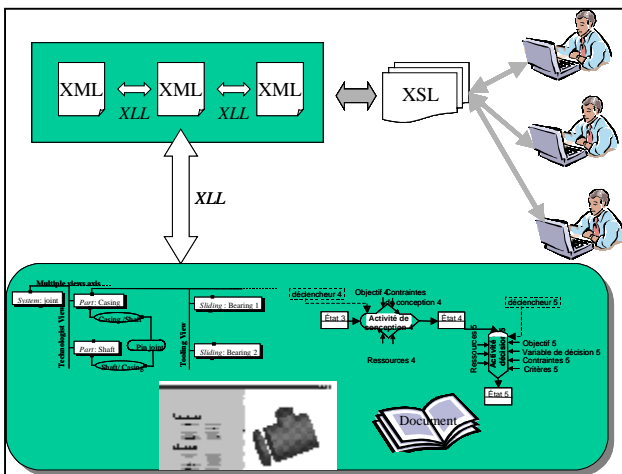 XML
XML
XML
XLL
XLL
XSL
XLL
Multiple views axis
System: joint
Technologist View
Part: Casing
Casing /Shaft
Pin joint
Part: Shaft
Shaft/ Casing
Tooling View
Sliding: Bearing 1
Sliding: Bearing 2
déclencheur 4
Objectif 4
Contraintes
de conception 4
État 3
Activité de
conception 4
État 4
Ressources 4
déclencheur 5
Ressources 5
Activité
décision
Objectif 5
Variable de décision 5
Contraintes 5
Critères 5
État 5
Document